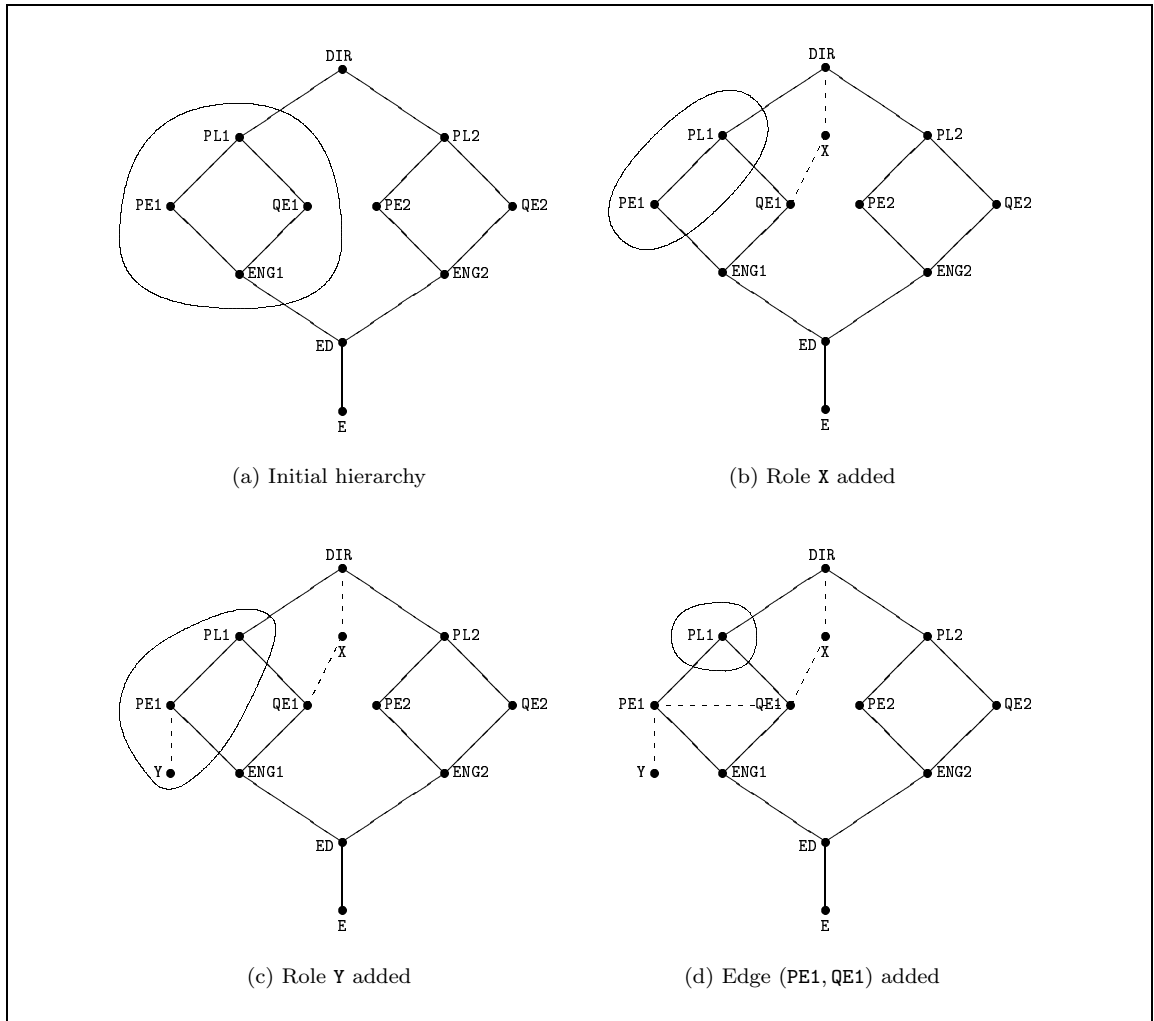 DIR
PL1
PL2
PE1
QE1
PE2
QE2
ENG1
ENG2
ED
E
(a) Initial hierarchy
DIR
PL1
X
PL2
PE1
QE1
PE2
QE2
ENG1
ENG2
ED
E
(b) Role X added
DIR
PL1
X
PL2
PE1
QE1
PE2
QE2
Y
ENG1
ENG2
ED
E
(c) Role Y added
DIR
PL1
X
PL2
PE1
QE1
PE2
QE2
Y
ENG1
ENG2
ED
E
(d) Edge (PE1, QE1) added